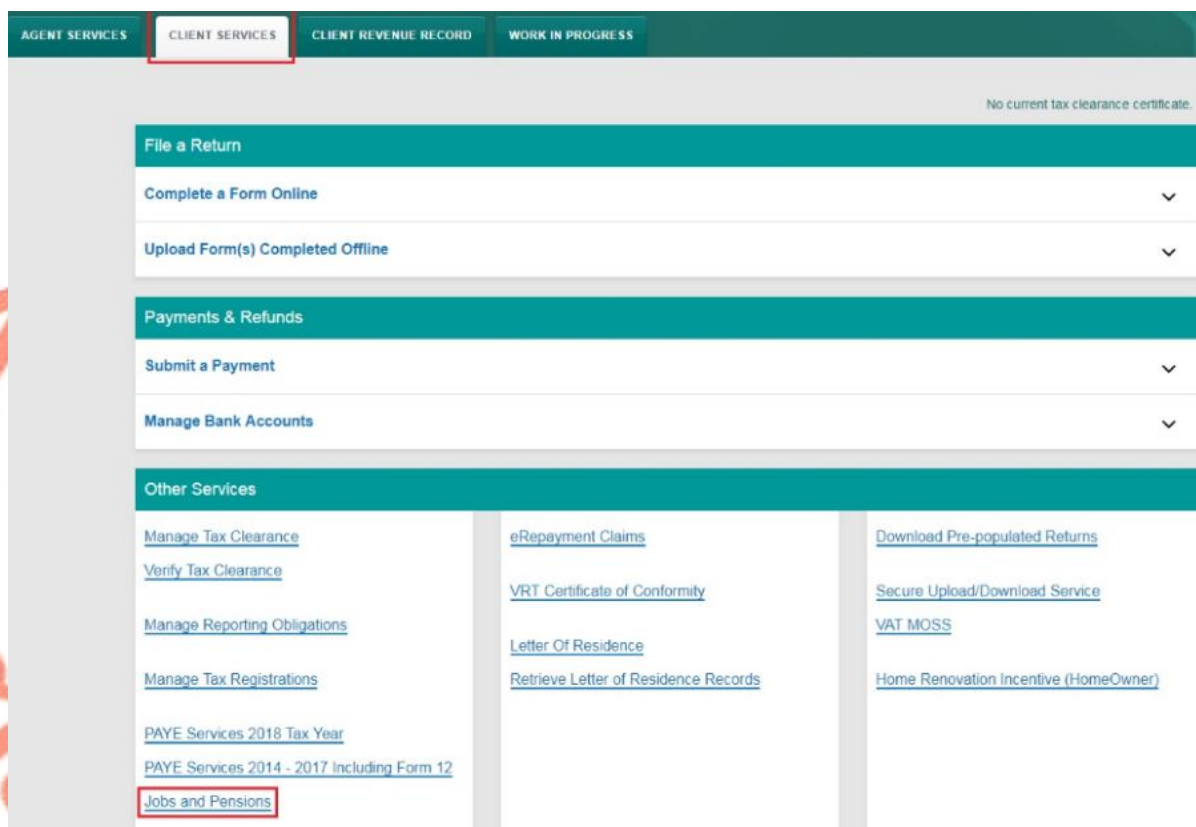 AGENT SERVICES
CLIENT SERVICES
CLIENT REVENUE RECORD
WORK IN PROGRESS
No current tax clearance certificate.
File a Return
Complete a Form Online
Upload Form(s) Completed Offline
Payments & Refunds
Submit a Payment
Manage Bank Accounts
Other Services
Manage Tax Clearance
Verify Tax Clearance
Manage Reporting Obligations
Manage Tax Registrations
PAYE Services 2018 Tax Year
PAYE Services 2014 - 2017 Including Form 12
Jobs and Pensions
eRepayment Claims
VRT Certificate of Conformity
Letter Of Residence
Retrieve Letter of Residence Records
Download Pre-populated Returns
Secure Upload/Download Service
VAT MOSS
Home Renovation Incentive (HomeOwner)